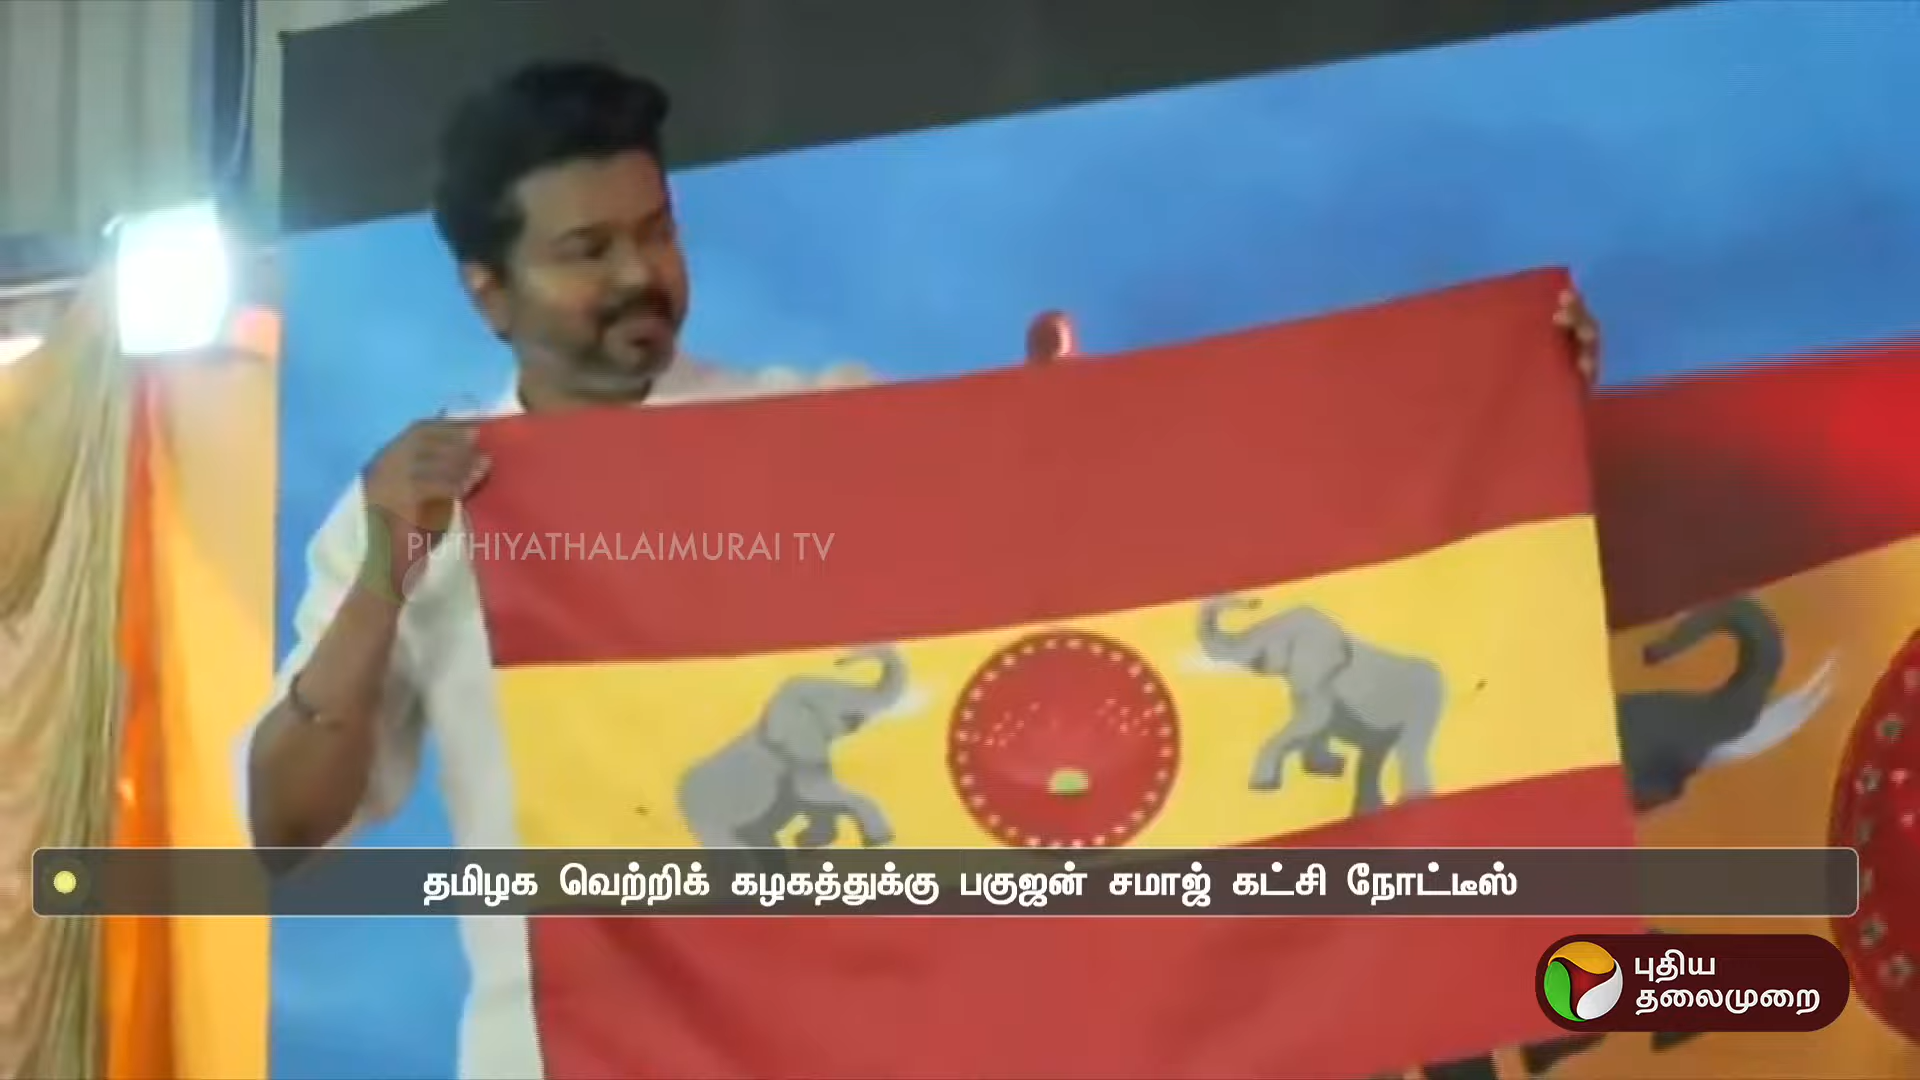 PUTHIYATHALAIMURAI TV
தமிழக வெற்றிக் கழகத்துக்கு பகுஜன் சமாஜ் கட்சி நோட்டீஸ்
புதிய
தலைமுறை